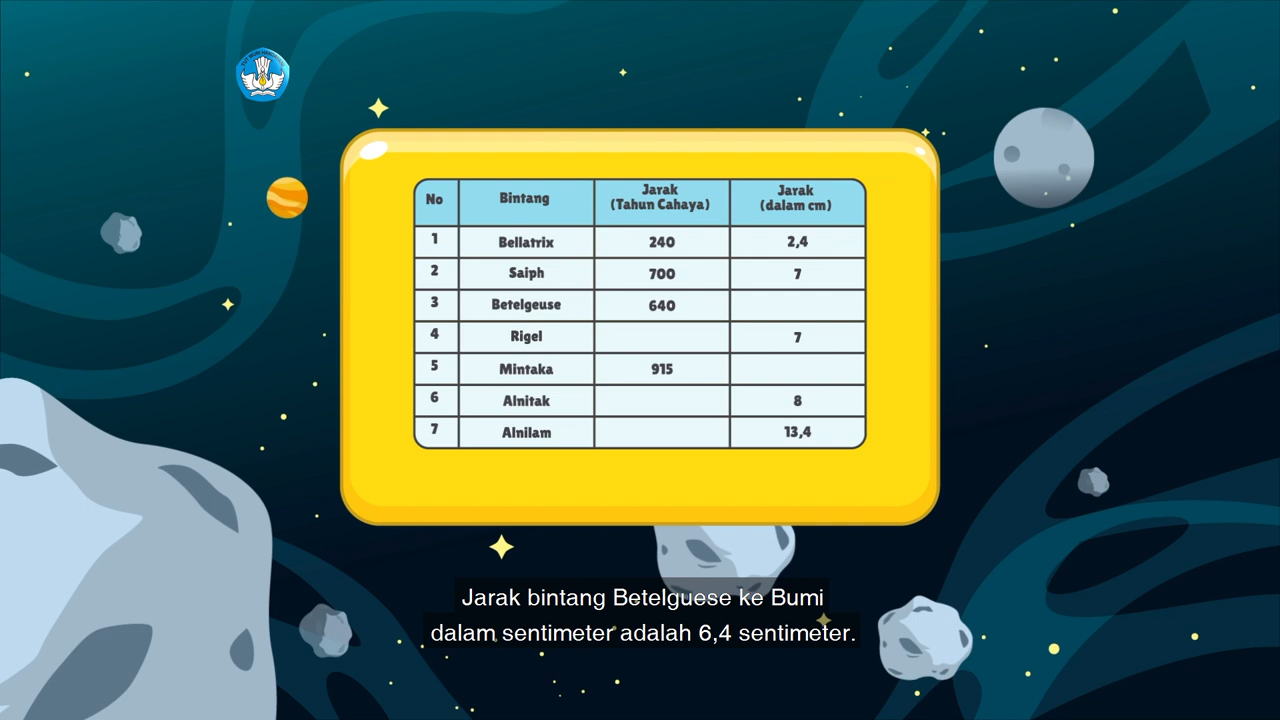 No Bintang Jarak (Tahun Cahaya) Jarak (dalam cm)
1 Bellatrix 240 2,4
2 Saiph 700 7
3 Betelgeuse 640
4 Rigel 7
5 Mintaka 915
6 Alnitak 8
7 Alnilam 13,4
Jarak bintang Betelguese ke Bumi
dalam sentimeter adalah 6,4 sentimeter.